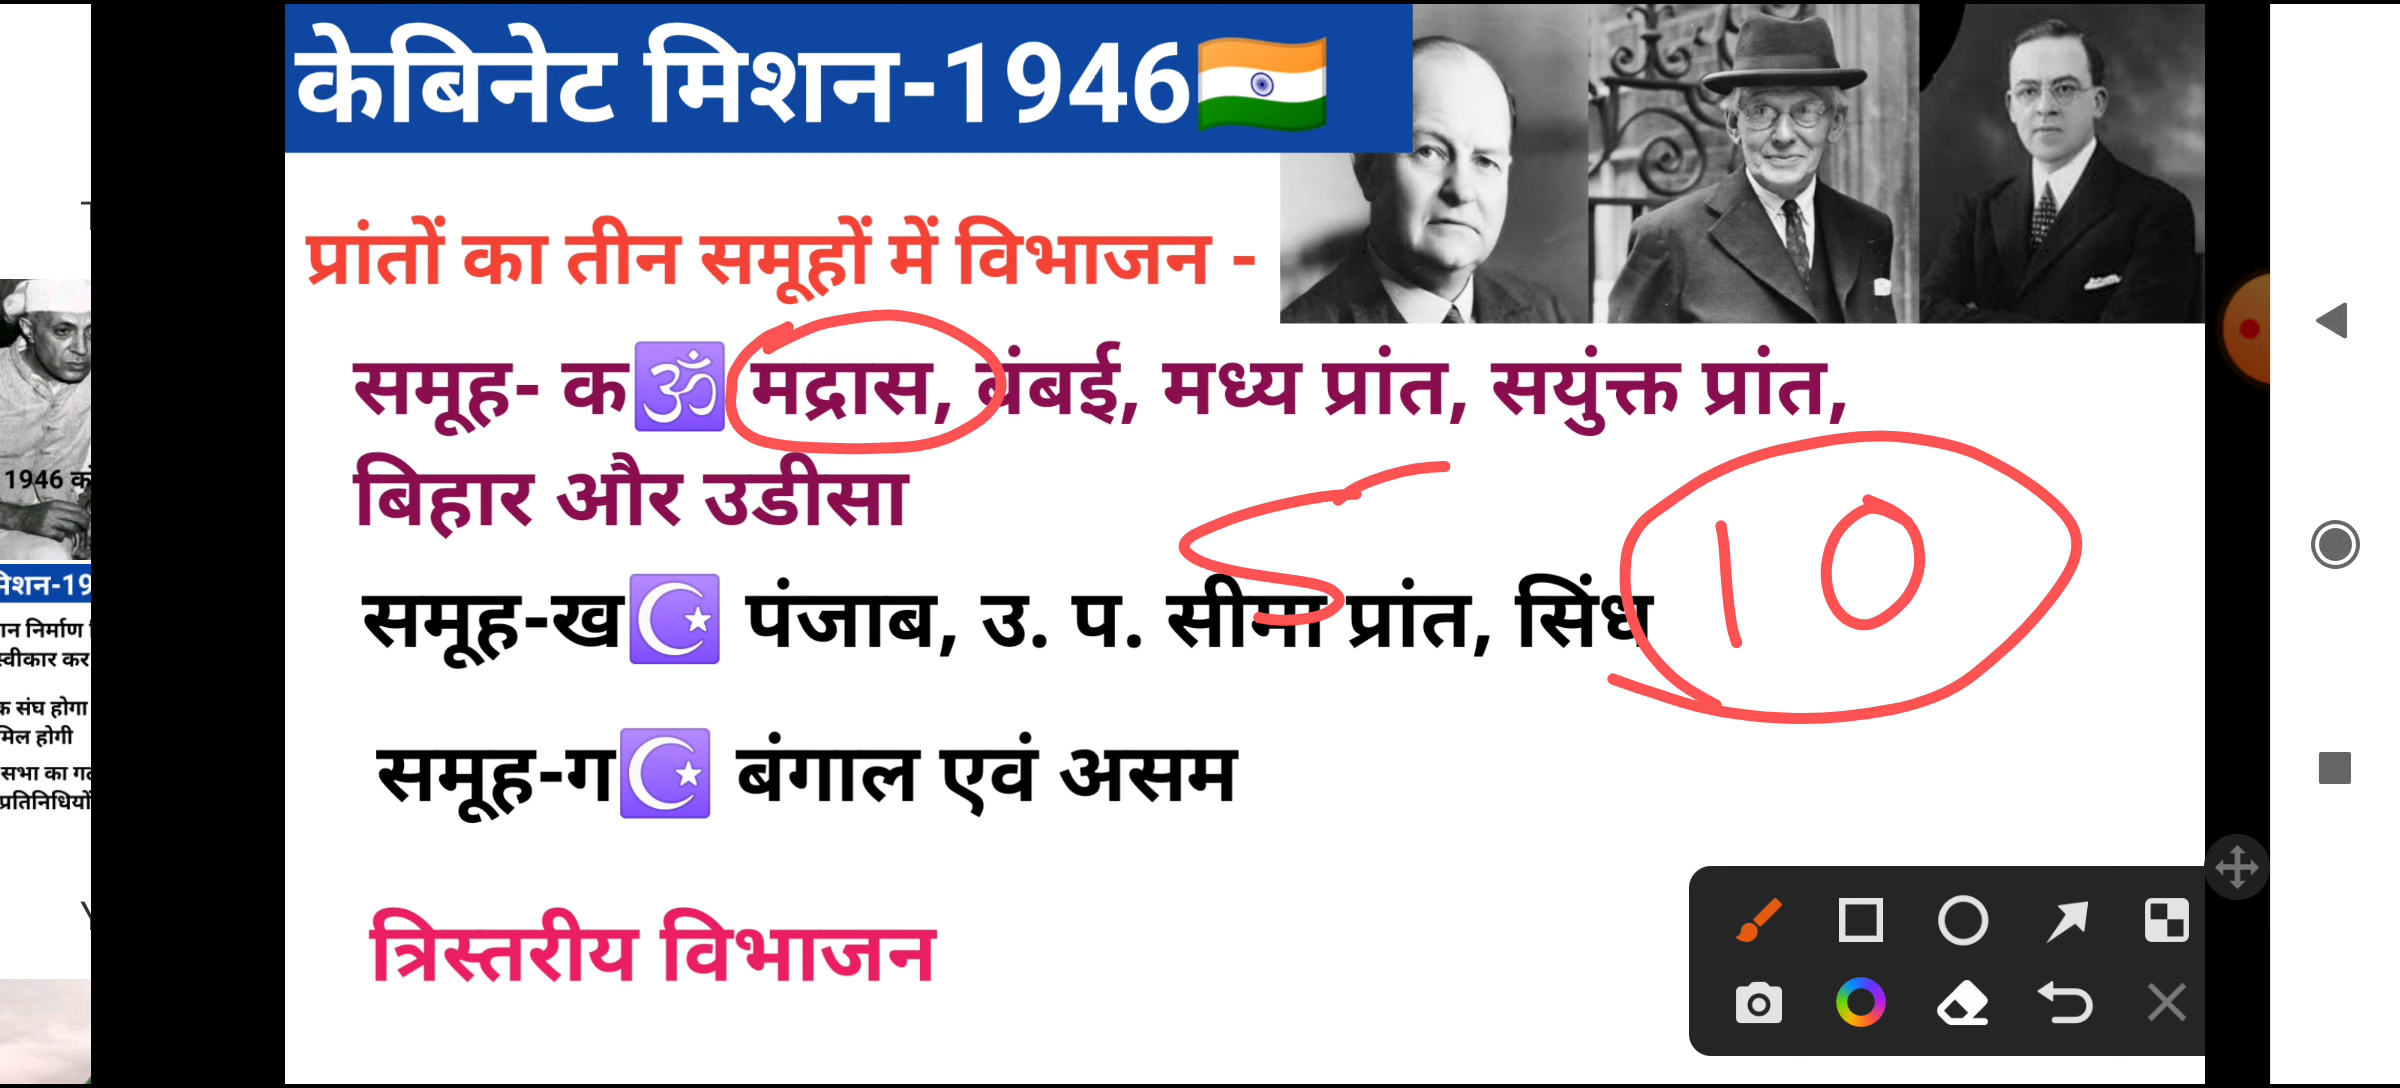 केबिनेट मिशन-1946
प्रांतों का तीन समूहों में विभाजन -
समूह- क🕉 मद्रास, बंबई, मध्य प्रांत, सयुंक्त प्रांत,
बिहार और उडीसा
5
10
समूह-ख☪ पंजाब, उ. प. सीमा प्रांत, सिंध
समूह-ग☪ बंगाल एवं असम
त्रिस्तरीय विभाजन
1946 को
मिशन-19
स्वीकार कर
संघ होगा
होगी
सभा का
प्रतिनिधियों